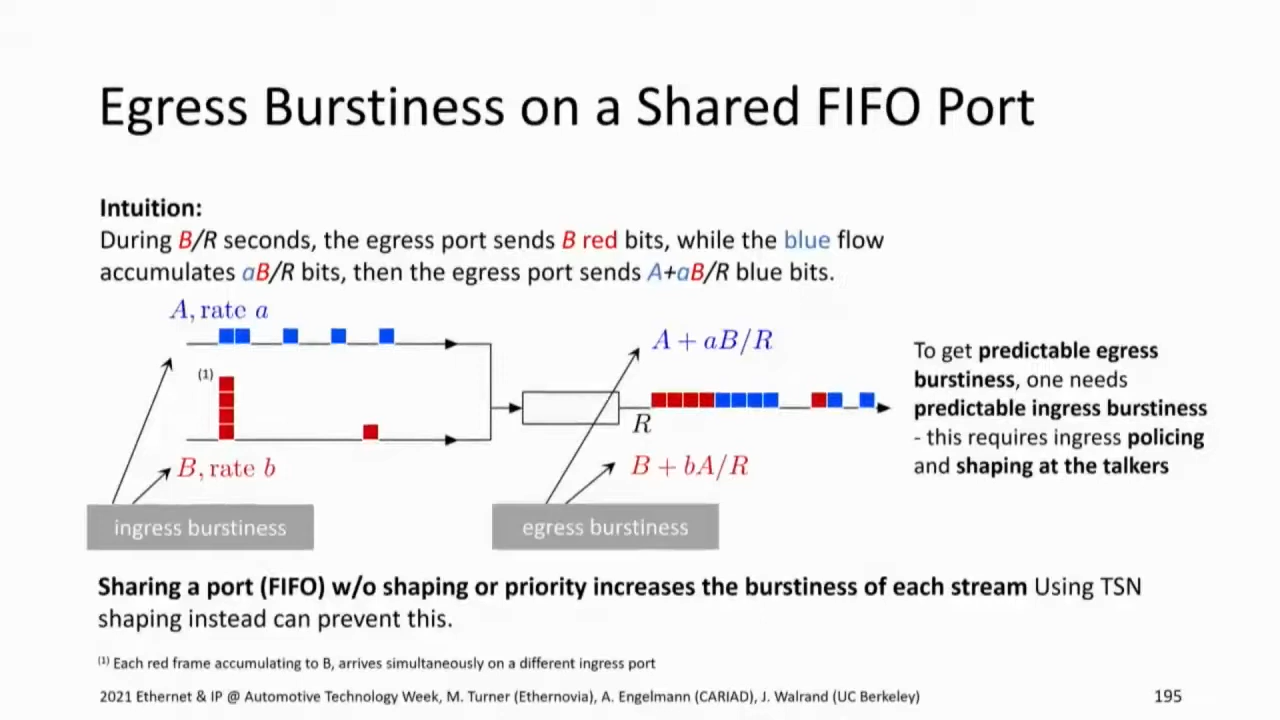 Egress Burstiness on a Shared FIFO Port
Intuition:
During B/R seconds, the egress port sends B red bits, while the blue flow
accumulates aB/R bits, then the egress port sends A+aB/R blue bits.
A, rate a
(1)
B, rate b
ingress burstiness
A + aB/R
R
B + bA/R
egress burstiness
To get predictable egress
burstiness, one needs
predictable ingress burstiness
- this requires ingress policing
and shaping at the talkers
Sharing a port (FIFO) w/o shaping or priority increases the burstiness of each stream Using TSN
shaping instead can prevent this.
(1) Each red frame accumulating to B, arrives simultaneously on a different ingress port
2021 Ethernet & IP @ Automotive Technology Week, M. Turner (Ethernovia), A. Engelmann (CARIAD), J. Walrand (UC Berkeley)
195